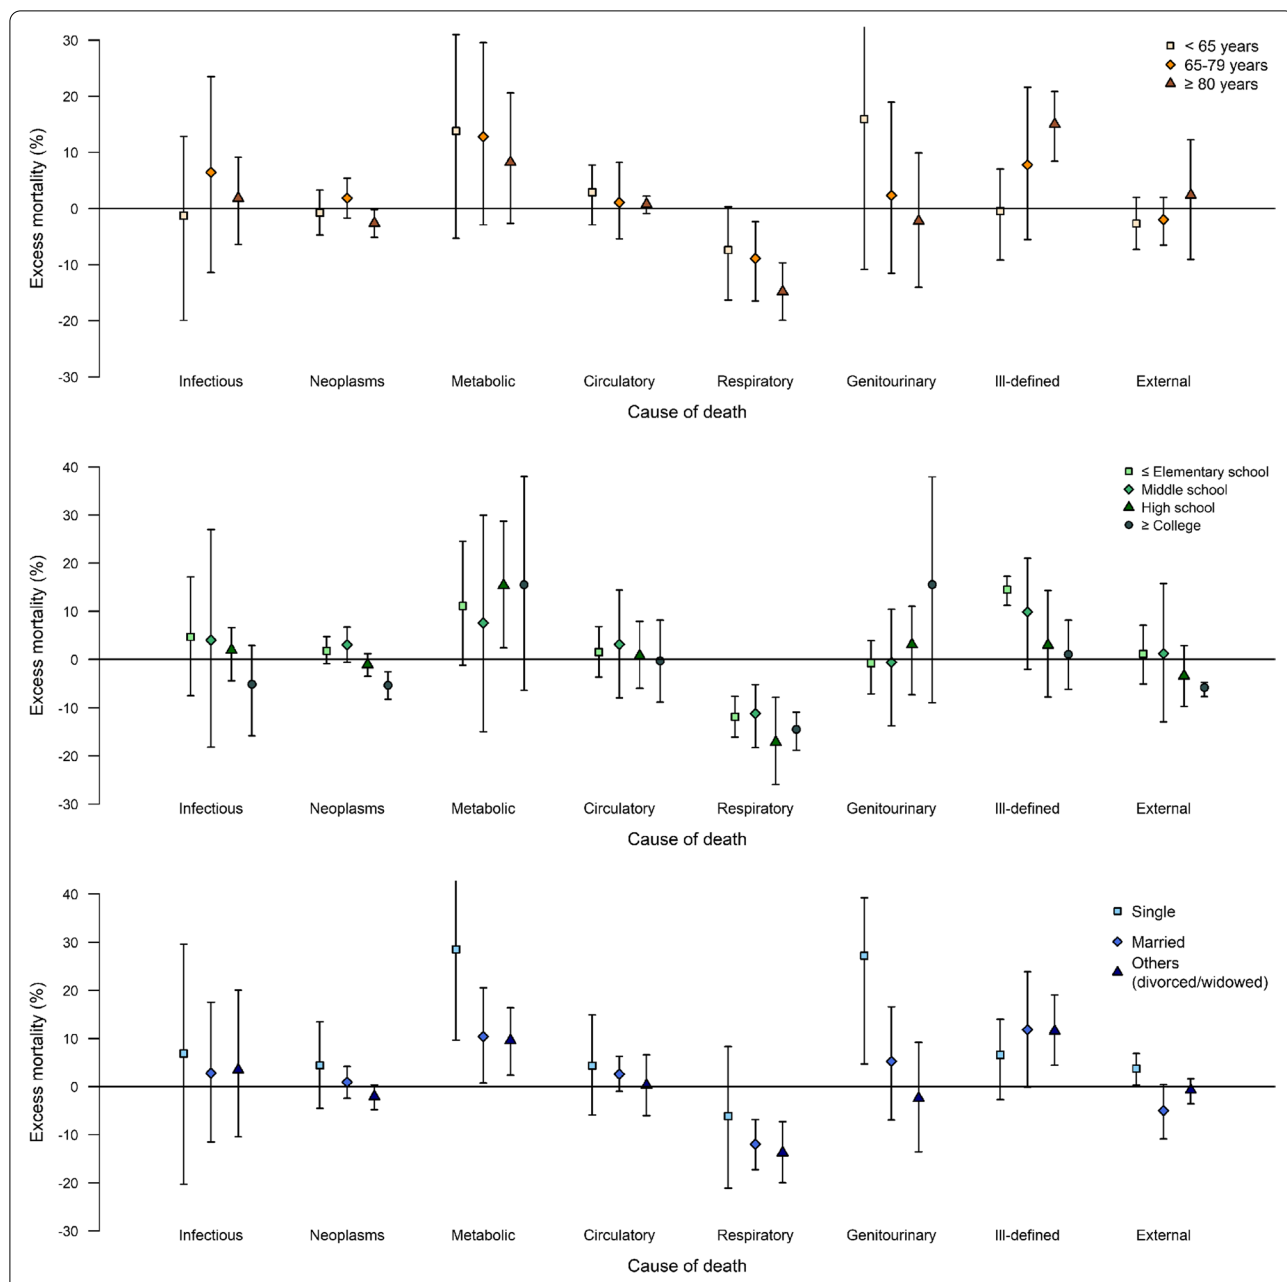 Excess mortality (%)
30
20
10
0
-10
-20
-30
< 65 years
65-79 years
≥ 80 years
Infectious Neoplasms Metabolic Circulatory Respiratory Genitourinary Ill-defined External
Cause of death
Excess mortality (%)
40
30
20
10
0
-10
-20
-30
≤ Elementary school
Middle school
High school
≥ College
Infectious Neoplasms Metabolic Circulatory Respiratory Genitourinary Ill-defined External
Cause of death
Excess mortality (%)
40
30
20
10
0
-10
-20
-30
Single
Married
Others
(divorced/widowed)
Infectious Neoplasms Metabolic Circulatory Respiratory Genitourinary Ill-defined External
Cause of death